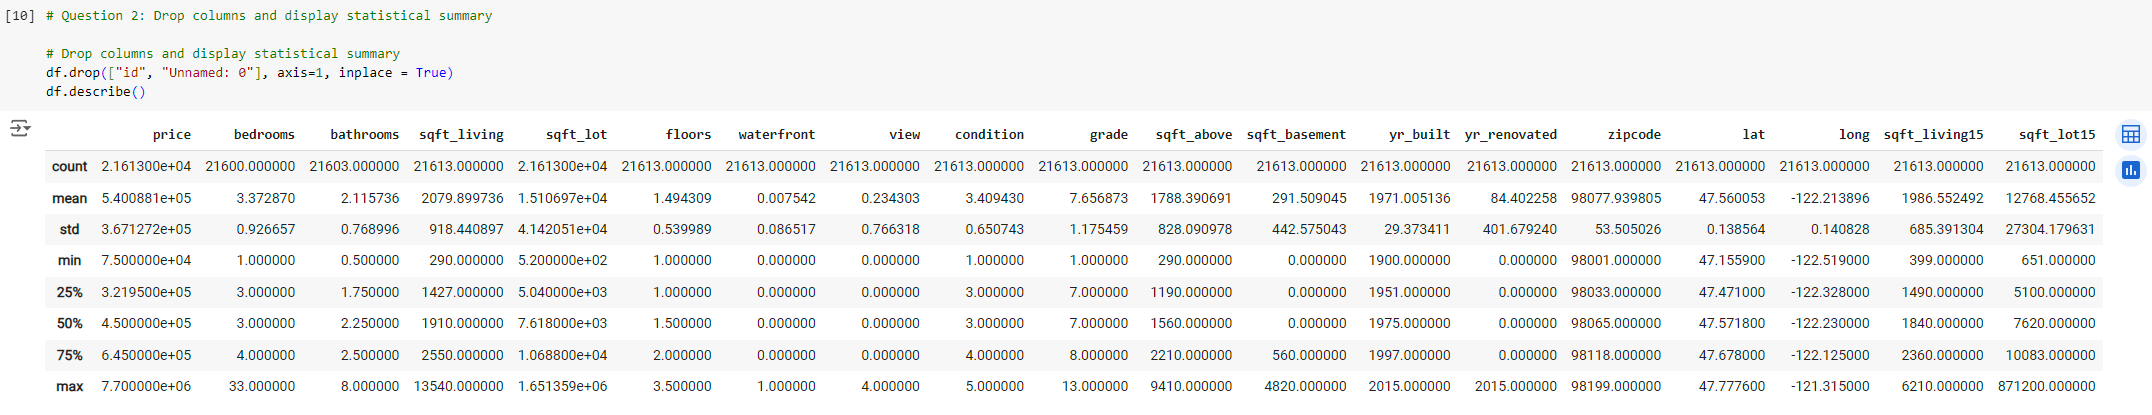 [10] # Question 2: Drop columns and display statistical summary
# Drop columns and display statistical summary
df.drop(["id", "Unnamed: 0"], axis=1, inplace = True)
df.describe()
price bedrooms bathrooms sqft_living sqft_lot floors waterfront view condition grade sqft_above sqft_basement yr_built yr_renovated zipcode lat long sqft_living15 sqft_lot15
count 2.161300e+04 21600.000000 21603.000000 21613.000000 2.161300e+04 21613.000000 21613.000000 21613.000000 21613.000000 21613.000000 21613.000000 21613.000000 21613.000000 21613.000000 21613.000000 21613.000000 21613.000000 21613.000000 21613.000000
mean 5.400881e+05 3.372870 2.115736 2079.899736 1.510697e+04 1.494309 0.007542 0.234303 3.409430 7.656873 1788.390691 291.509045 1971.005136 84.402258 98077.939805 47.560053 -122.213896 1986.552492 12768.455652
std 3.671272e+05 0.926657 0.768996 918.440897 4.142051e+04 0.539989 0.086517 0.766318 0.650743 1.175459 828.090978 442.575043 29.373411 401.679240 53.505026 0.138564 0.140828 685.391304 27304.179631
min 7.500000e+04 1.000000 0.500000 290.000000 5.200000e+02 1.000000 0.000000 0.000000 1.000000 1.000000 290.000000 0.000000 1900.000000 0.000000 98001.000000 47.155900 -122.519000 399.000000 651.000000
25% 3.219500e+05 3.000000 1.750000 1427.000000 5.040000e+03 1.000000 0.000000 0.000000 3.000000 7.000000 1190.000000 0.000000 1951.000000 0.000000 98033.000000 47.471000 -122.328000 1490.000000 5100.000000
50% 4.500000e+05 3.000000 2.250000 1910.000000 7.618000e+03 1.500000 0.000000 0.000000 3.000000 7.000000 1560.000000 0.000000 1975.000000 0.000000 98065.000000 47.571800 -122.230000 1840.000000 7620.000000
75% 6.450000e+05 4.000000 2.500000 2550.000000 1.068800e+04 2.000000 0.000000 0.000000 4.000000 8.000000 2210.000000 560.000000 1997.000000 0.000000 98118.000000 47.678000 -122.125000 2360.000000 10083.000000
max 7.700000e+06 33.000000 8.000000 13540.000000 1.651359e+06 3.500000 1.000000 4.000000 5.000000 13.000000 9410.000000 4820.000000 2015.000000 2015.000000 98199.000000 47.777600 -121.315000 6210.000000 871200.000000